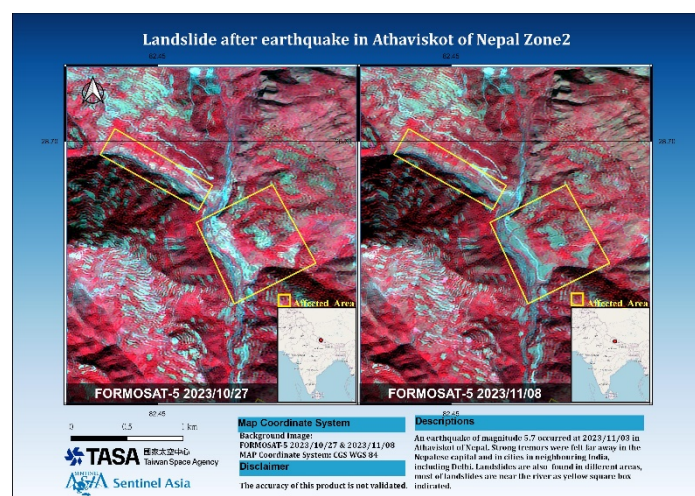 Landslide after earthquake in Athaviskot of Nepal Zone2
82.45
82.45
28.70
28.70
Affected_Area
Affected_Area
FORMOSAT-5 2023/10/27
FORMOSAT-5 2023/11/08
82.45
82.45
0 0.5 1 km
TASA 國家太空中心
Taiwan Space Agency
SENTINEL
ASIA Sentinel Asia
Map Coordinate System
Background Image:
FORMOSAT-5 2023/10/27 & 2023/11/08
MAP Coordinate System: CGS WGS 84
Disclaimer
The accuracy of this product is not validated.
Descriptions
An earthquake of magnitude 5.7 occurred at 2023/11/03 in
Athaviskot of Nepal. Strong tremors were felt far away in the
Nepalese capital and in cities in neighbouring India,
including Delhi. Landslides are also found in different areas,
most of landslides are near the river as yellow square box
indicated.